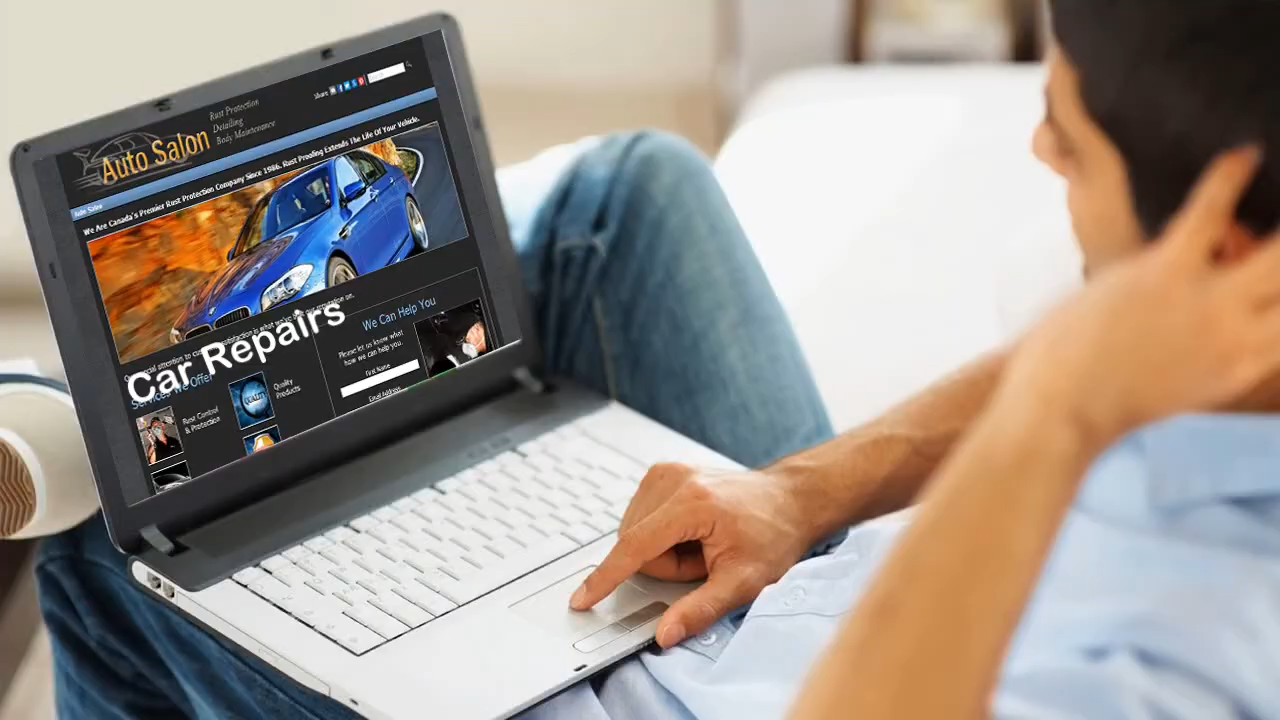 Share
Rust Protection
Detailing
Body Maintenance
Auto Salon
Auto Salon
We Are Canada's Premier Rust Protection Company Since 1986. Rust Proofing Extends The Life Of Your Vehicle.
Car Repairs
Services We Offer
Rust Control
& Protection
Quality
Products
We Can Help You
Please let us know what
how we can help you.
First Name
Email Address